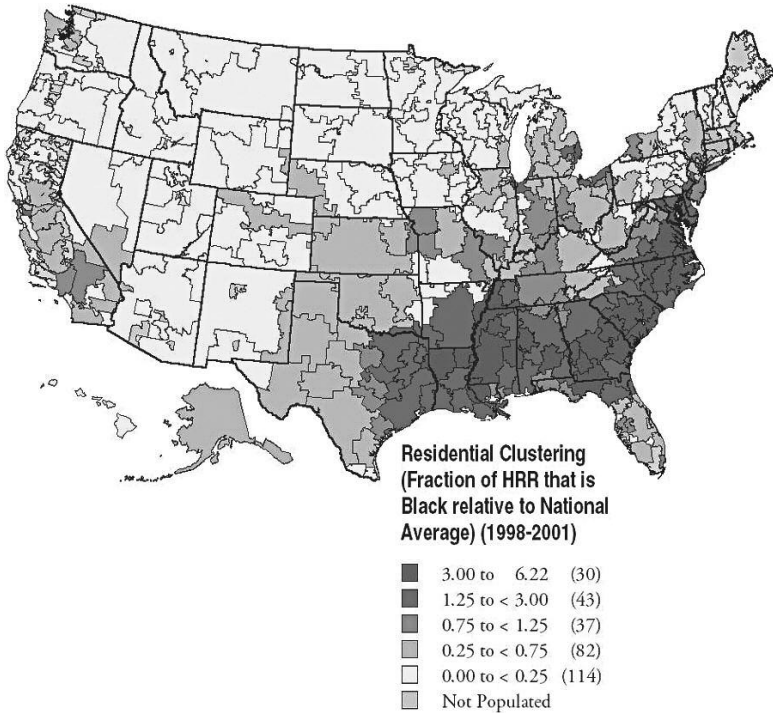 Residential Clustering
(Fraction of HRR that is
Black relative to National
Average) (1998-2001)
3.00 to 6.22 (30)
1.25 to < 3.00 (43)
0.75 to < 1.25 (37)
0.25 to < 0.75 (82)
0.00 to < 0.25 (114)
Not Populated